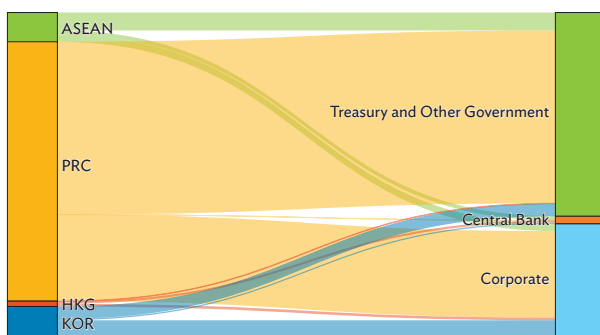 ASEAN
Treasury and Other Government
PRC
Central Bank
Corporate
HKG
KOR